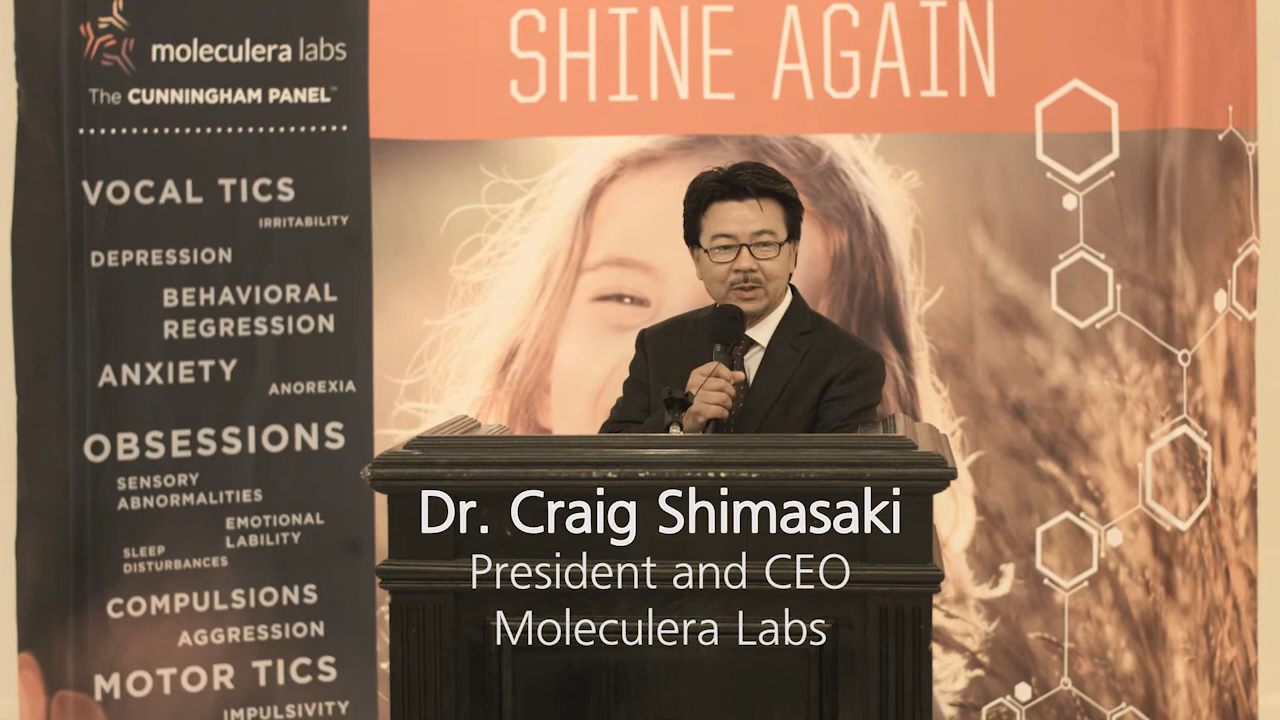 moleculera labs
The CUNNINGHAM PANEL™
VOCAL TICS
IRRITABILITY
DEPRESSION
BEHAVIORAL
REGRESSION
ANXIETY
ANOREXIA
OBSESSIONS
SENSORY
ABNORMALITIES
EMOTIONAL
LABILITY
SLEEP
DISTURBANCES
COMPULSIONS
AGGRESSION
MOTOR TICS
IMPULSIVITY
SHINE AGAIN
Dr. Craig Shimasaki
President and CEO
Moleculera Labs